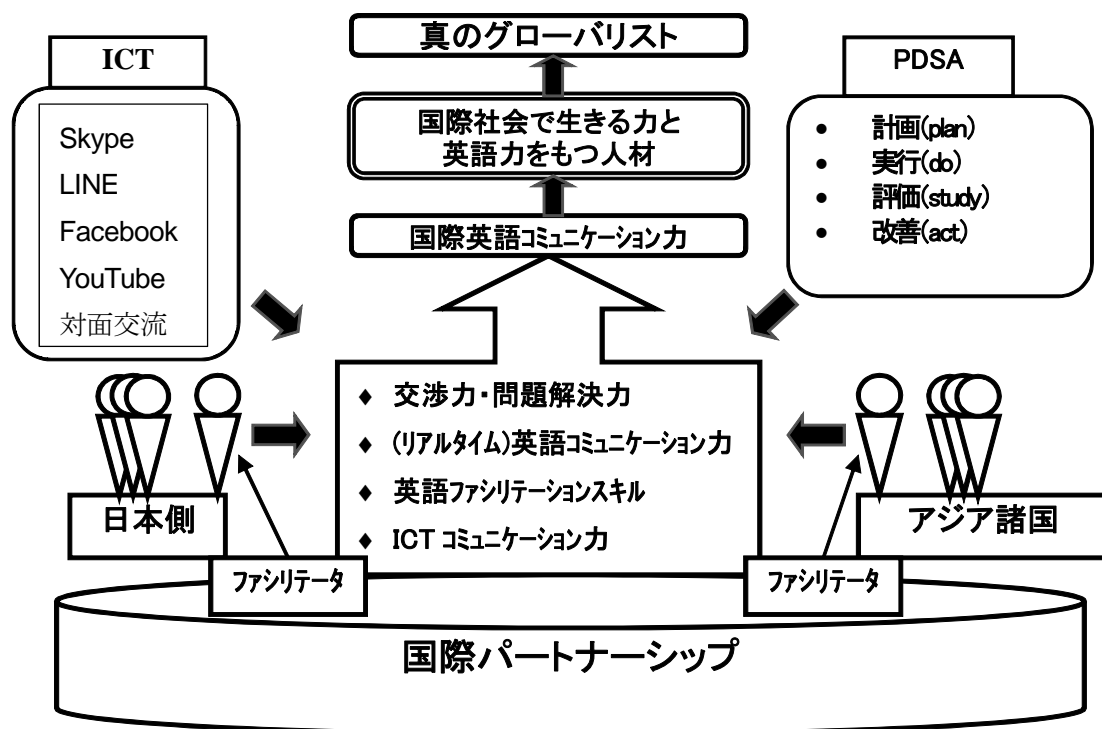 ICT
Skype
LINE
Facebook
YouTube
対面交流
真のグローバリスト
国際社会で生きる力と
英語力をもつ人材
国際英語コミュニケーション力
PDSA
• 計画(plan)
• 実行(do)
• 評価(study)
• 改善(act)
♦ 交渉力・問題解決力
♦ (リアルタイム)英語コミュニケーション力
♦ 英語ファシリテーションスキル
♦ ICT コミュニケーション力
日本側
アジア諸国
ファシリテータ
ファシリテータ
国際パートナーシップ